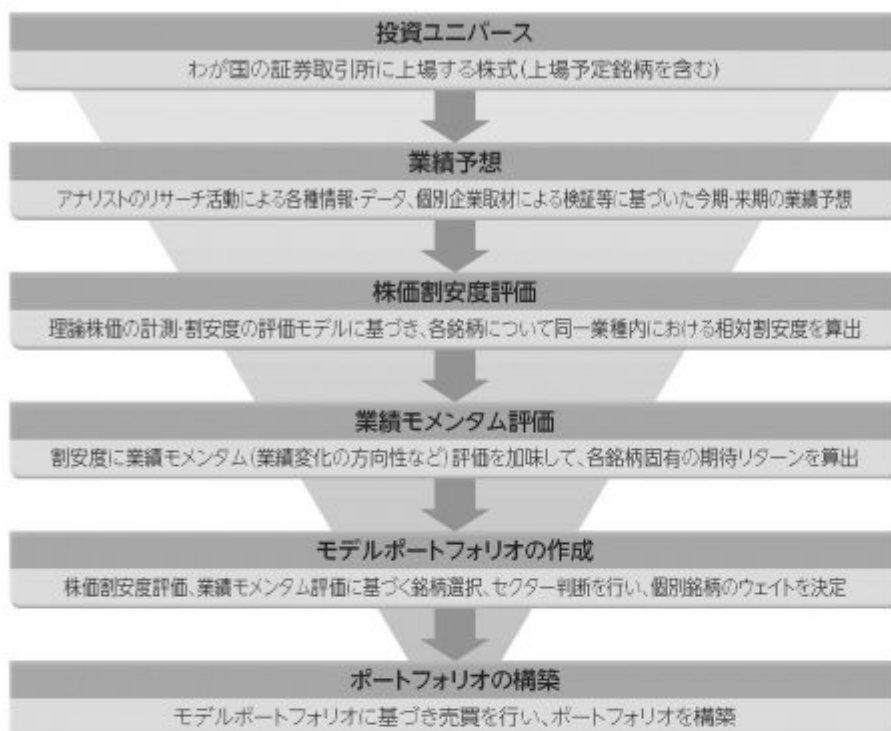 投資ユニバース
わが国の証券取引所に上場する株式(上場予定銘柄を含む)
業績予想
アナリストのリサーチ活動による各種情報・データ、個別企業取材による検証等に基づいた今期・来期の業績予想
株価割安度評価
理論株価の計測・割安度の評価モデルに基づき、各銘柄について同一業種内における相対割安度を算出
業績モメンタム評価
割安度に業績モメンタム(業績変化の方向性など)評価を加味して、各銘柄固有の期待リターンを算出
モデルポートフォリオの作成
株価割安度評価、業績モメンタム評価に基づく銘柄選択、セクター判断を行い、個別銘柄のウェイトを決定
ポートフォリオの構築
モデルポートフォリオに基づき売買を行い、ポートフォリオを構築